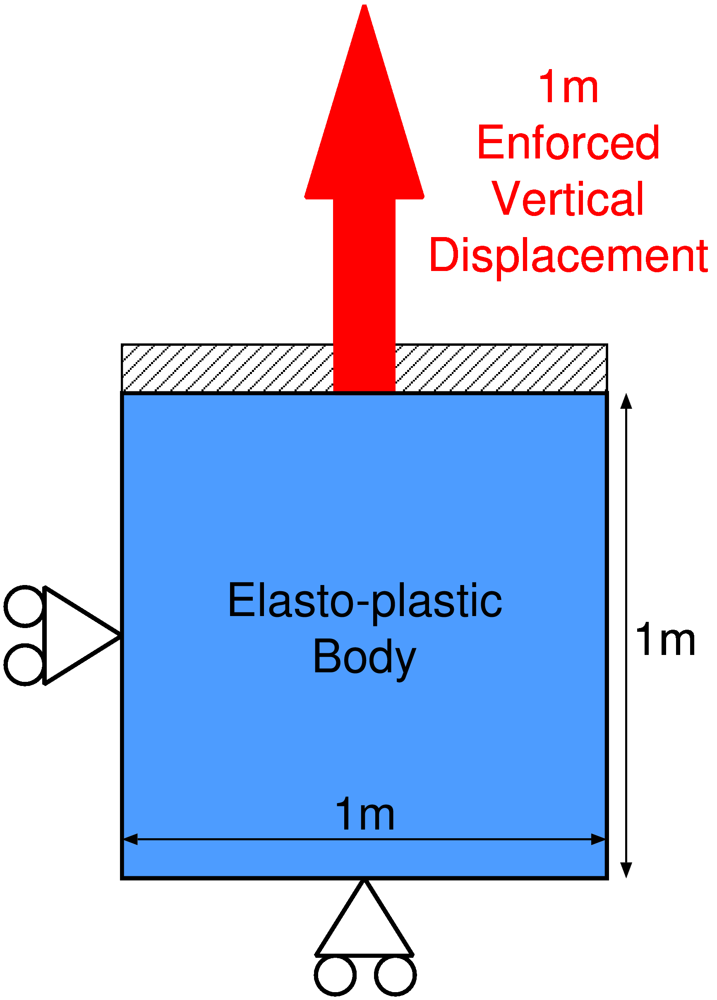 1m
Enforced
Vertical
Displacement
Elasto-plastic
Body
1m
1m